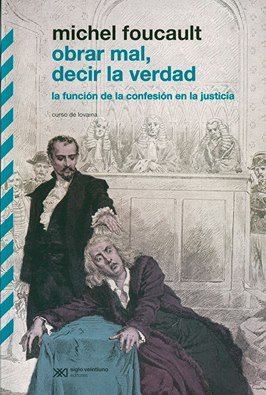 michel foucault
obrar mal,
decir la verdad
la función de la confesión en la justicia
curso de lovaina
siglo veintiuno
editores